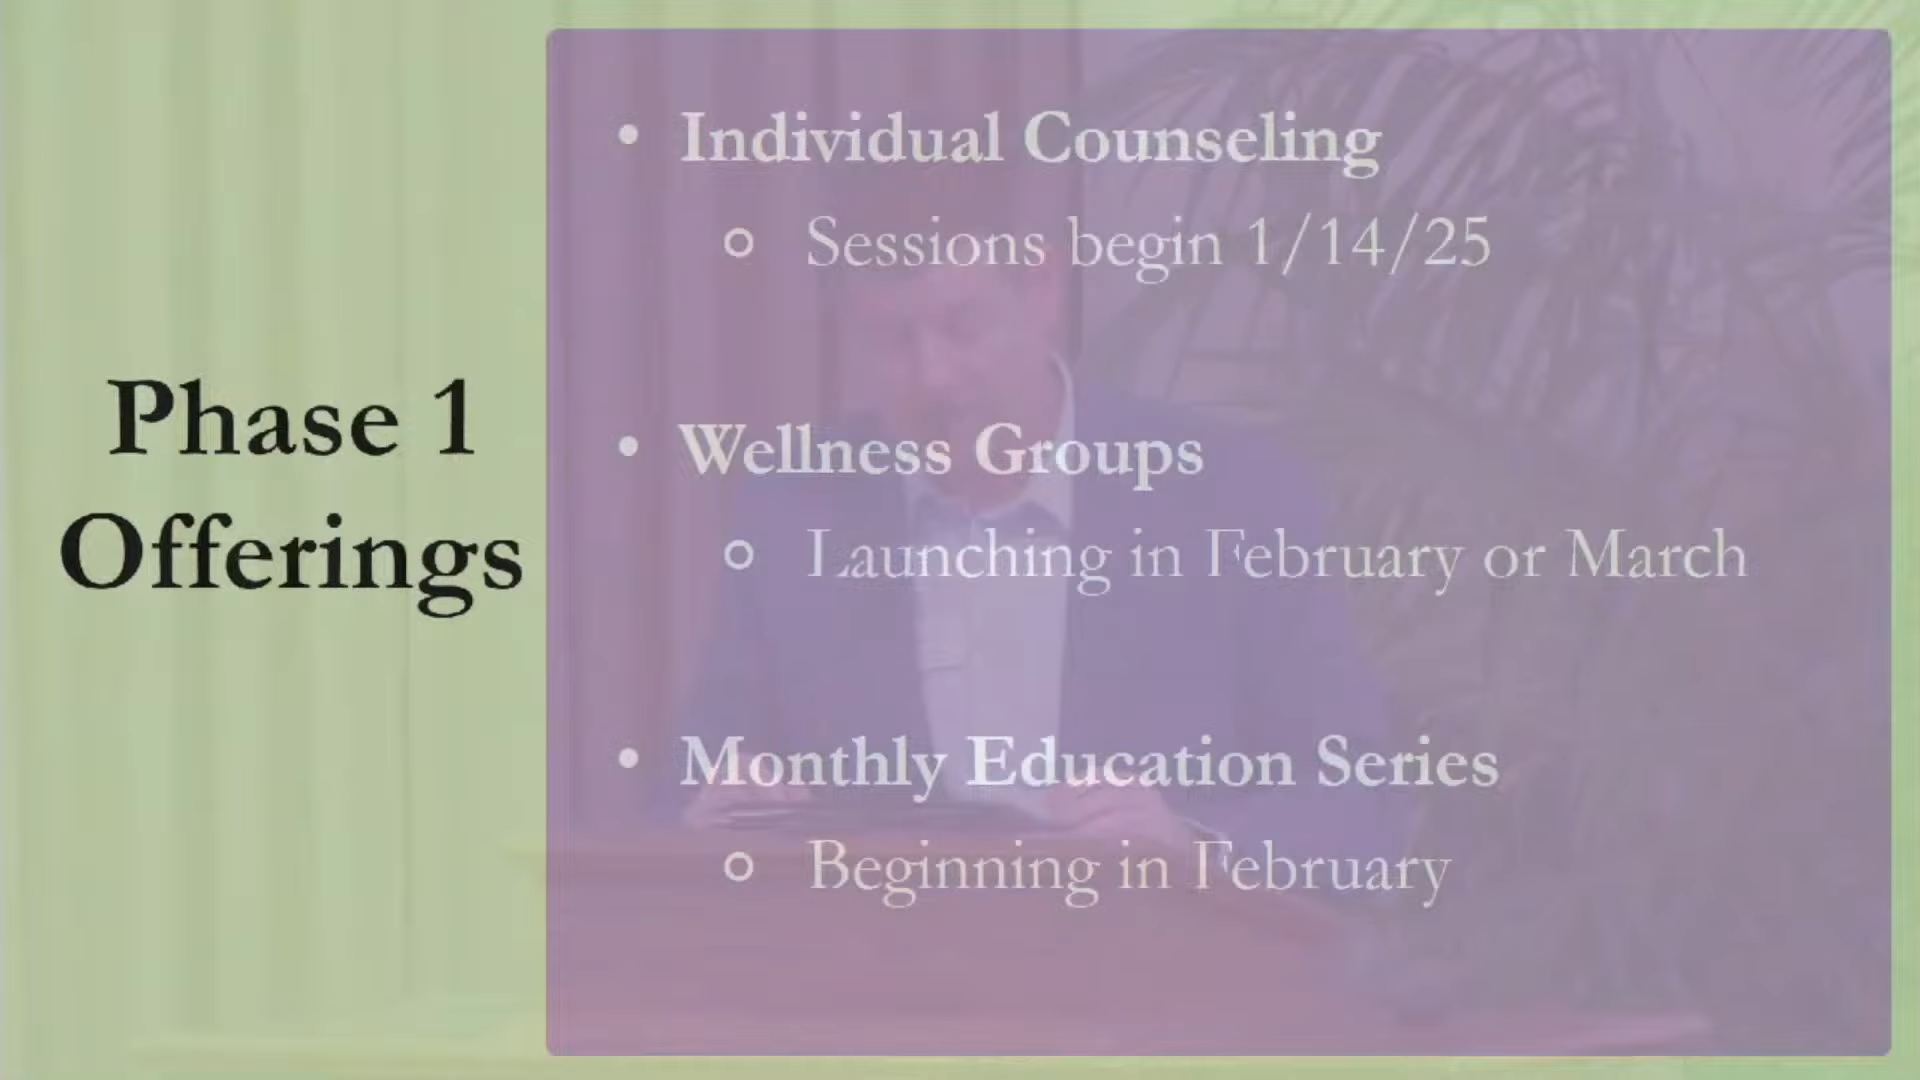 Phase 1
Offerings
• Individual Counseling
o Sessions begin 1/14/25
• Wellness Groups
o Launching in February or March
• Monthly Education Series
o Beginning in February